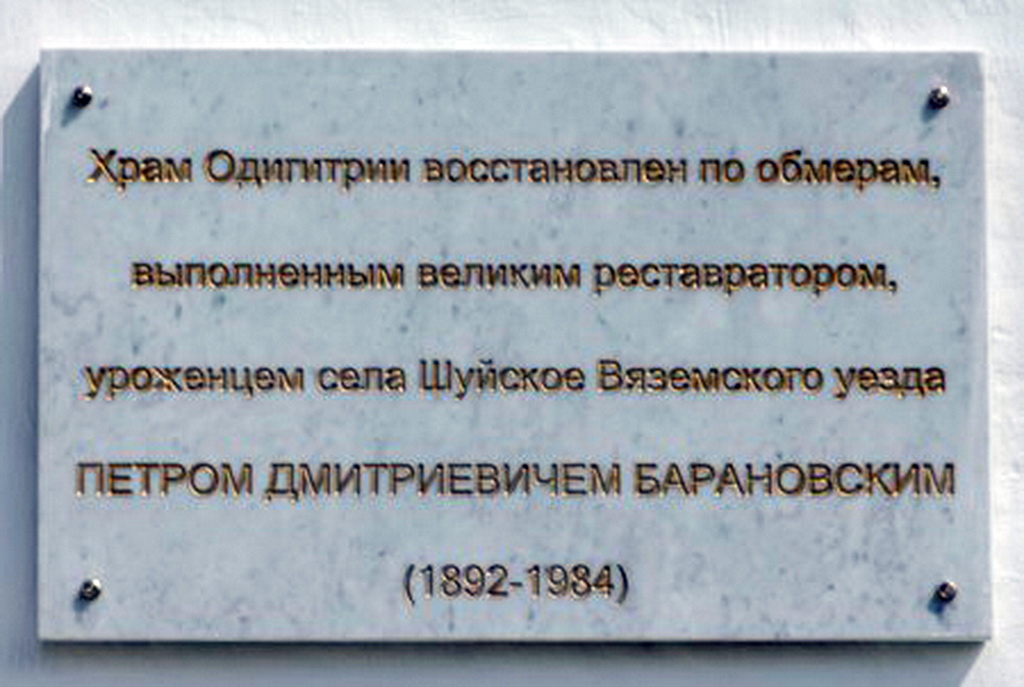 Храм Одигитрии восстановлен по обмерам,
выполненным великим реставратором,
уроженцем села Шуйское Вяземского уезда
ПЕТРОМ ДМИТРИЕВИЧЕМ БАРАНОВСКИМ
(1892-1984)